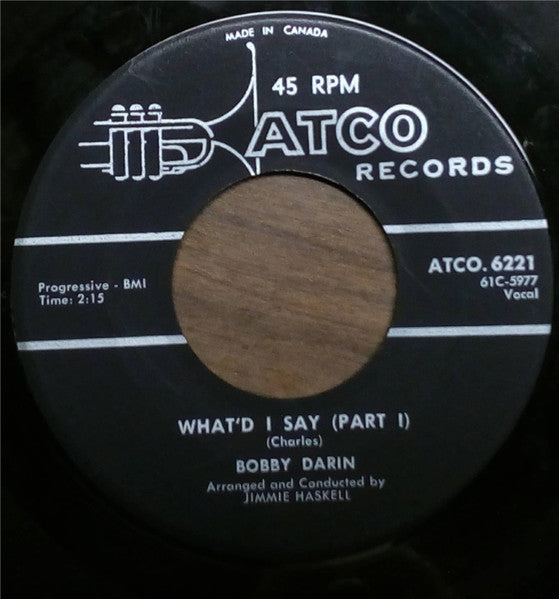 MADE IN CANADA
45 RPM
ATCO
RECORDS
Progressive - BMI
Time: 2:15
ATCO. 6221
61C-5977
Vocal
WHAT'D I SAY (PART I)
(Charles)
BOBBY DARIN
Arranged and Conducted by
JIMMIE HASKELL